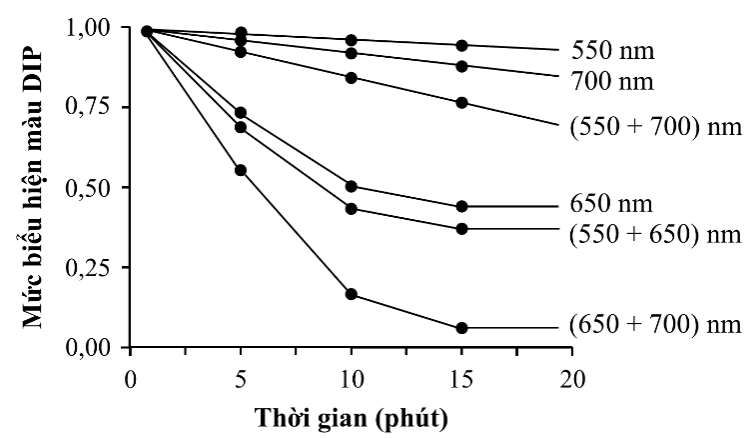 Mức biểu hiện màu DIP
1,00
0,75
0,50
0,25
0,00
550 nm
700 nm
(550 + 700) nm
650 nm
(550 + 650) nm
(650 + 700) nm
0 5 10 15 20
Thời gian (phút)